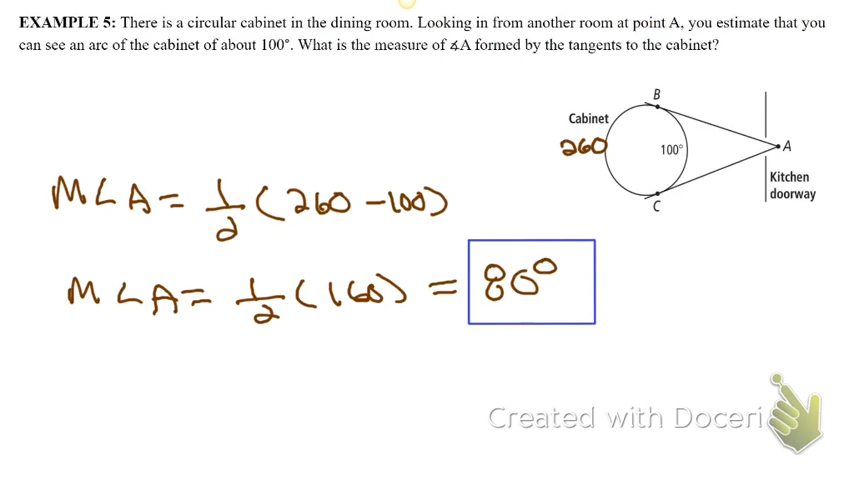 EXAMPLE 5: There is a circular cabinet in the dining room. Looking in from another room at point A, you estimate that you
can see an arc of the cabinet of about 100°. What is the measure of ∡A formed by the tangents to the cabinet?
B
Cabinet
260
100°
A
Kitchen
doorway
C
M∠A = 1/2 (260 - 100)
M∠A = 1/2 (160) = 80°
Created with Doceri